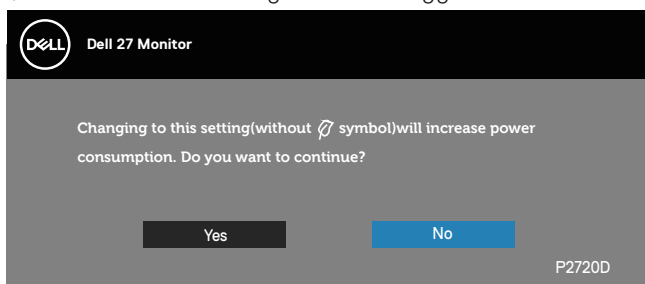 DELL
Dell 27 Monitor
Changing to this setting(without symbol)will increase power
consumption. Do you want to continue?
Yes
No
P2720D